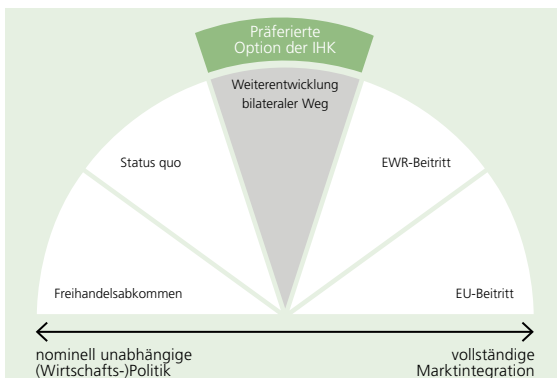 Präferierte
Option der IHK
Weiterentwicklung
bilateraler Weg
Status quo
EWR-Beitritt
Freihandelsabkommen
EU-Beitritt
nominell unabhängige
(Wirtschafts-)Politik
vollständige
Marktintegration